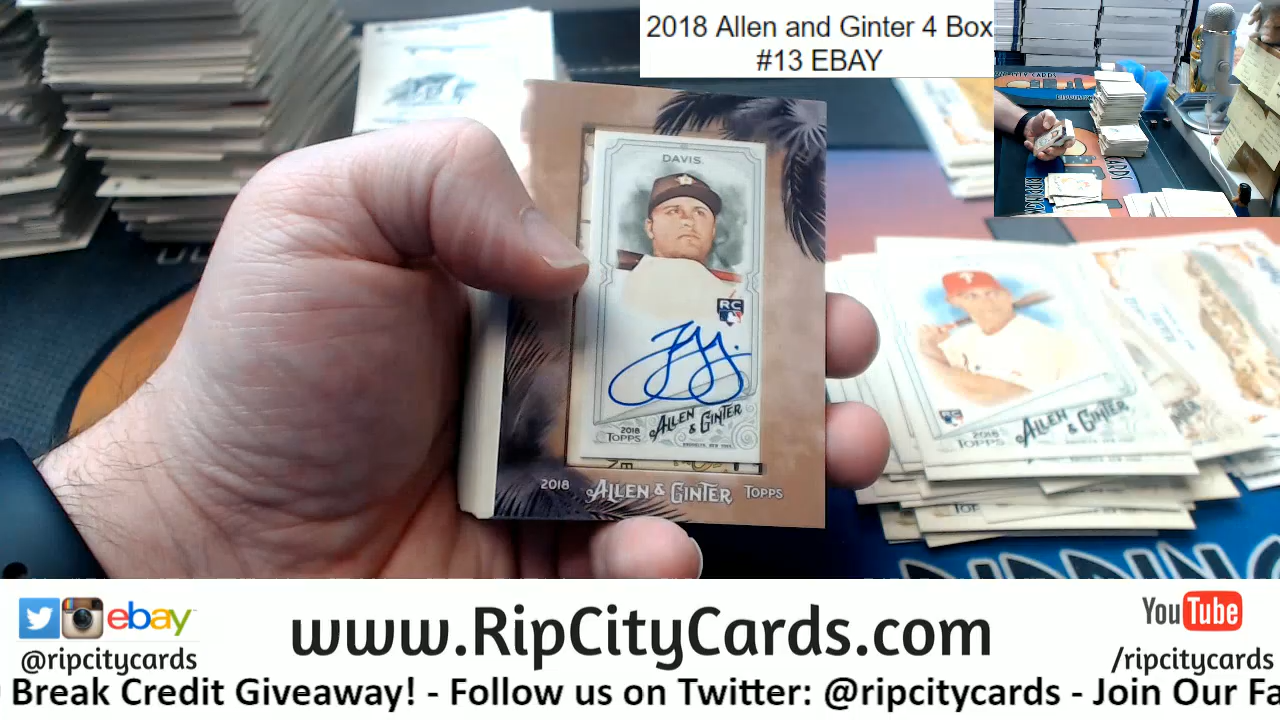 2018 Allen and Ginter 4 Box
#13 EBAY
DAVIS
RC
2018
TOPPS
ALLEN
& GINTER
2018 ALLEN & GINTER TOPPS
RC
2018
TOPPS
ALLEN
& GINTER
ebay
@ripcitycards
www.RipCityCards.com
YouTube
/ripcitycards
Break Credit Giveaway! - Follow us on Twitter: @ripcitycards - Join Our Fa